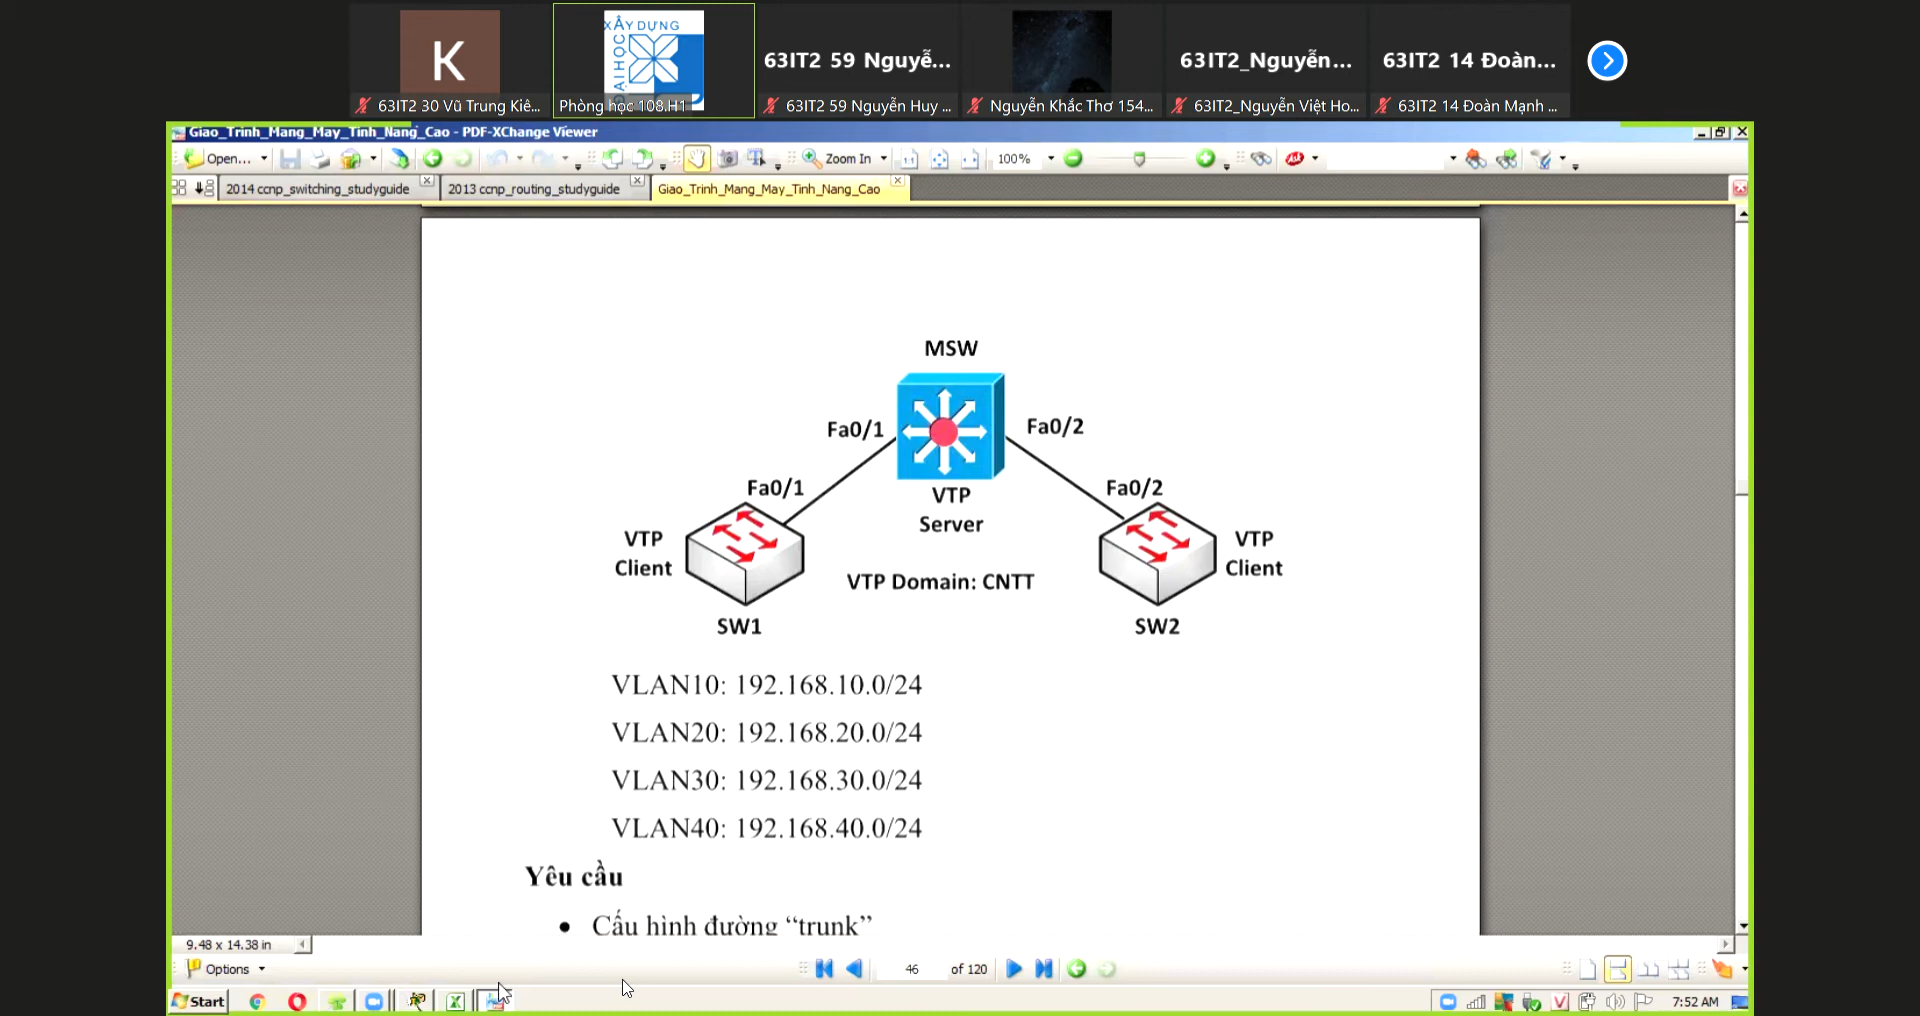 K
XÂY DỰNG
ĐẠI HỌC
63IT2 59 Nguyễ...
63IT2_Nguyễn...
63IT2 14 Đoàn...
63IT2 30 Vũ Trung Kiê...
Phòng học 108.H1
63IT2 59 Nguyễn Huy ...
Nguyễn Khắc Thơ 154...
63IT2_Nguyễn Việt Ho...
63IT2 14 Đoàn Mạnh ...
Giao_Trinh_Mang_May_Tinh_Nang_Cao - PDF-XChange Viewer
Open...
Zoom In
100%
2014 ccnp_switching_studyguide
2013 ccnp_routing_studyguide
Giao_Trinh_Mang_May_Tinh_Nang_Cao
MSW
Fa0/1
Fa0/2
Fa0/1
Fa0/2
VTP
Server
VTP
Client
VTP
Client
VTP Domain: CNTT
SW1
SW2
VLAN10: 192.168.10.0/24
VLAN20: 192.168.20.0/24
VLAN30: 192.168.30.0/24
VLAN40: 192.168.40.0/24
Yêu cầu
• Cấu hình đường “trunk”
9.48 x 14.38 in
Options
46
of 120
Start
7:52 AM